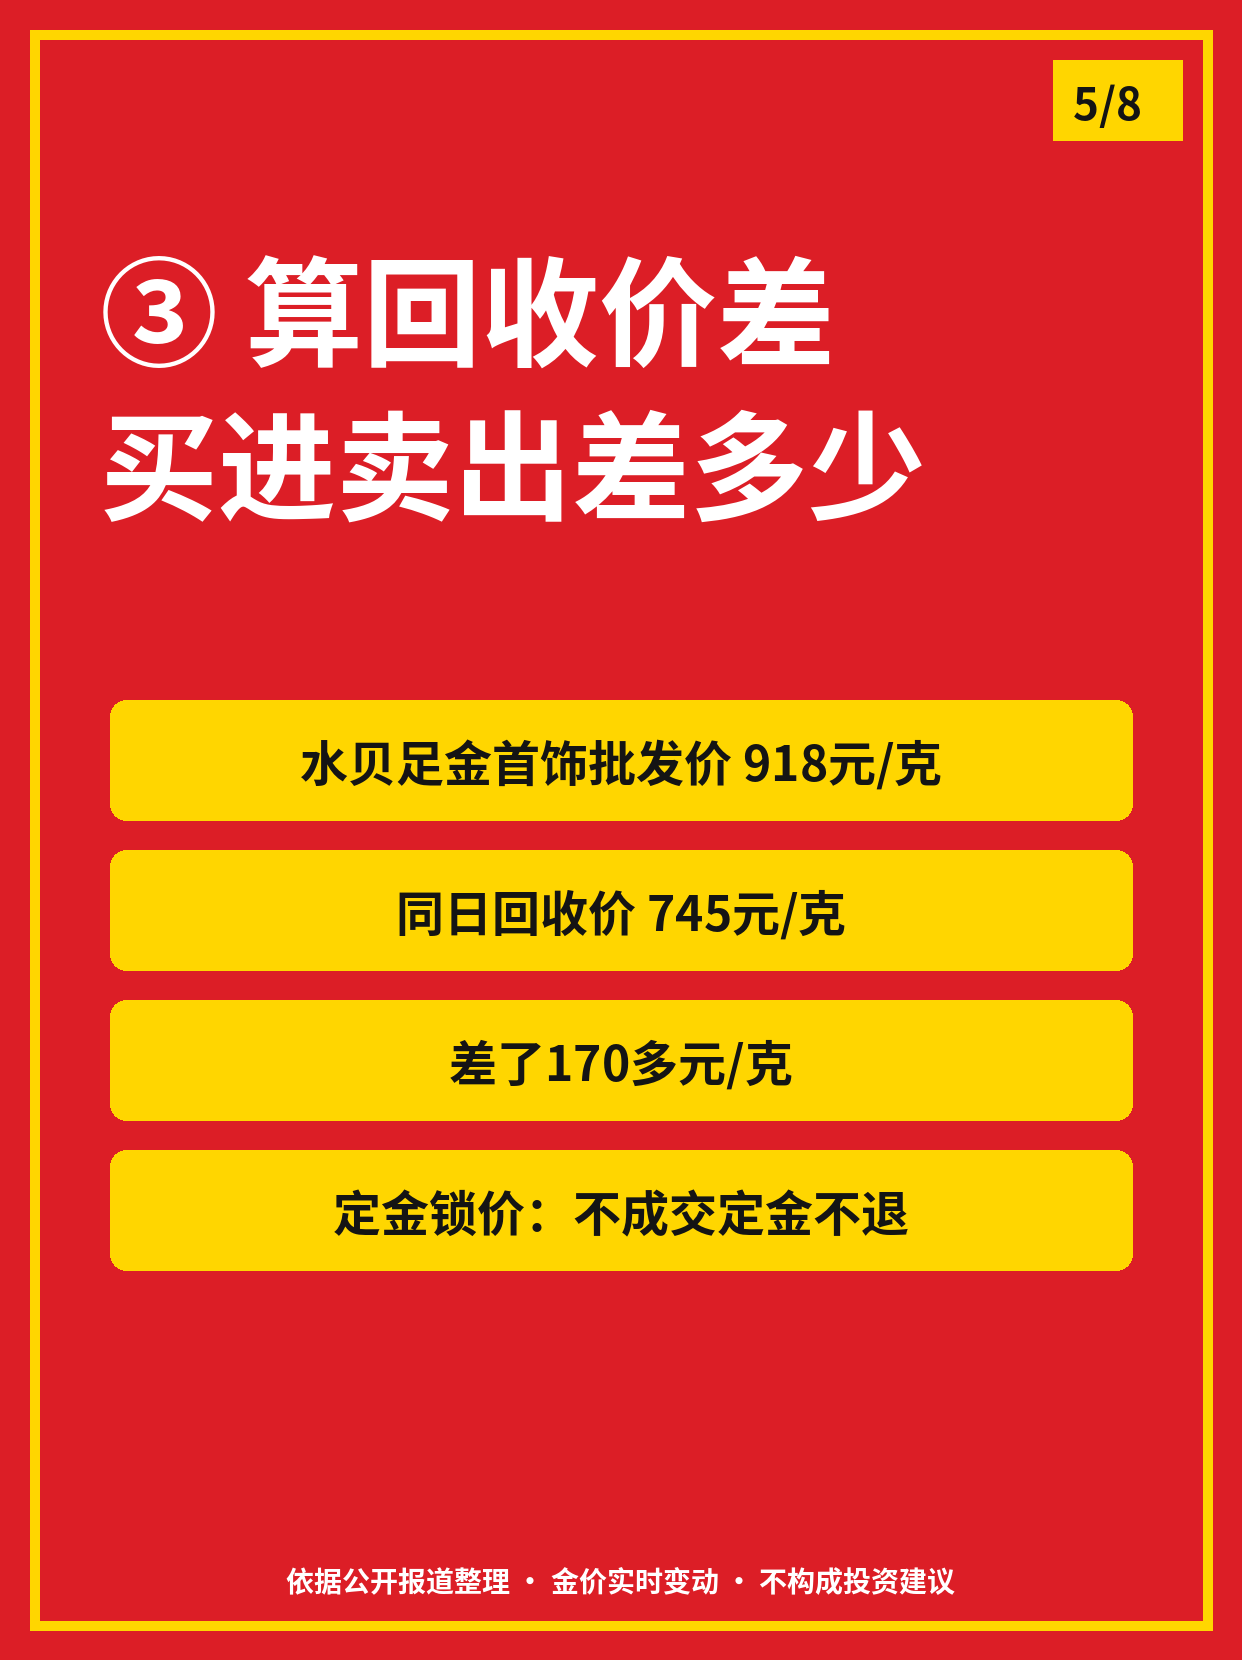 5/8
③ 算回收价差
买进卖出差多少
水贝足金首饰批发价 918元/克
同日回收价 745元/克
差了170多元/克
定金锁价：不成交定金不退
依据公开报道整理 · 金价实时变动 · 不构成投资建议